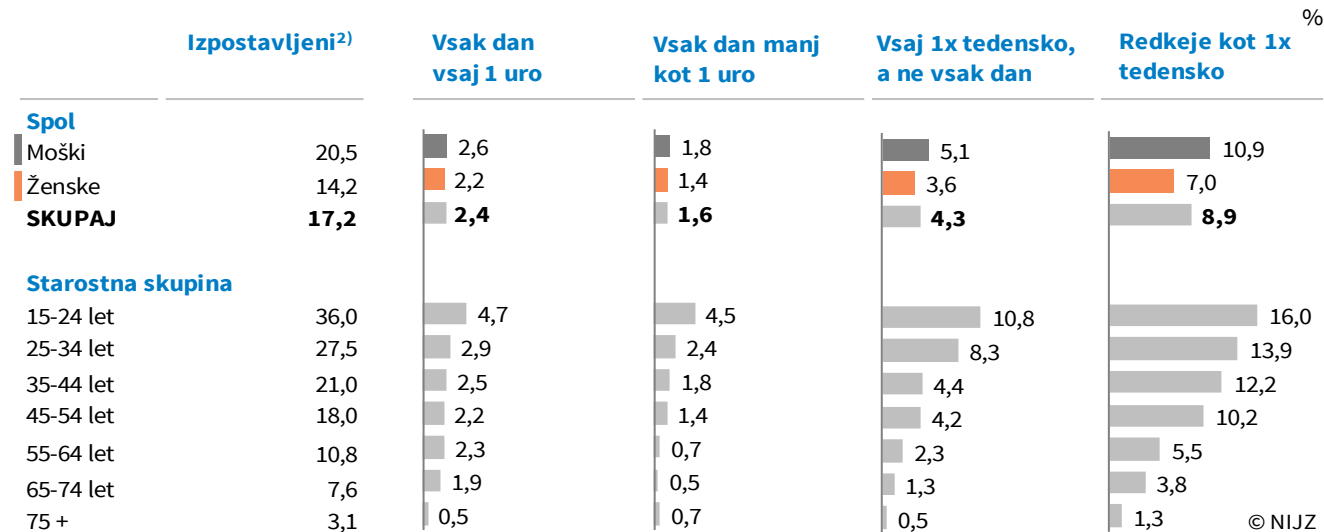 %
Izpostavljeni2) Vsak dan vsaj 1 uro Vsak dan manj kot 1 uro Vsaj 1x tedensko, a ne vsak dan Redkeje kot 1x tedensko
Spol
Moški 20,5 2,6 1,8 5,1 10,9
Ženske 14,2 2,2 1,4 3,6 7,0
SKUPAJ 17,2 2,4 1,6 4,3 8,9
Starostna skupina
15-24 let 36,0 4,7 4,5 10,8 16,0
25-34 let 27,5 2,9 2,4 8,3 13,9
35-44 let 21,0 2,5 1,8 4,4 12,2
45-54 let 18,0 2,2 1,4 4,2 10,2
55-64 let 10,8 2,3 0,7 2,3 5,5
65-74 let 7,6 1,9 0,5 1,3 3,8
75 + 3,1 0,5 0,7 0,5 1,3
© NIJZ